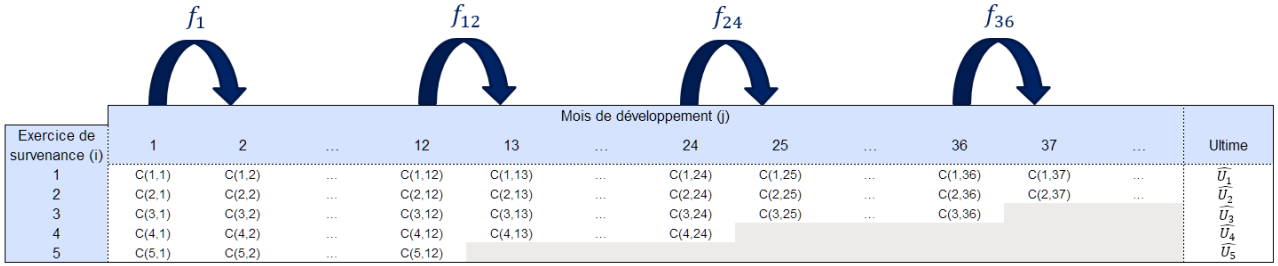 f₁ f₁₂ f₂₄ f₃₆
Mois de développement (j)
Exercice de survenance (i) 1 2 ... 12 13 ... 24 25 ... 36 37 ... Ultime
1 C(1,1) C(1,2) ... C(1,12) C(1,13) ... C(1,24) C(1,25) ... C(1,36) C(1,37) ... Û₁
2 C(2,1) C(2,2) ... C(2,12) C(2,13) ... C(2,24) C(2,25) ... C(2,36) C(2,37) ... Û₂
3 C(3,1) C(3,2) ... C(3,12) C(3,13) ... C(3,24) C(3,25) ... C(3,36) Û₃
4 C(4,1) C(4,2) ... C(4,12) C(4,13) ... C(4,24) Û₄
5 C(5,1) C(5,2) ... C(5,12) Û₅